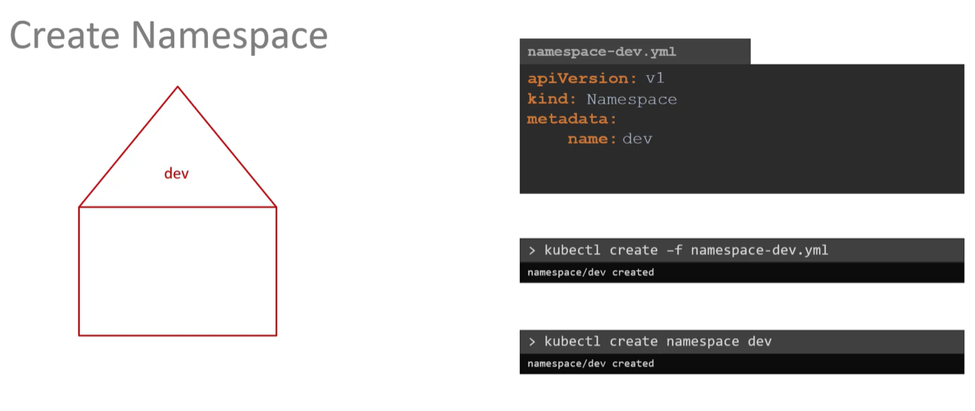 Create Namespace
dev
namespace-dev.yml
apiVersion: v1
kind: Namespace
metadata:
    name: dev
> kubectl create –f namespace-dev.yml
namespace/dev created
> kubectl create namespace dev
namespace/dev created